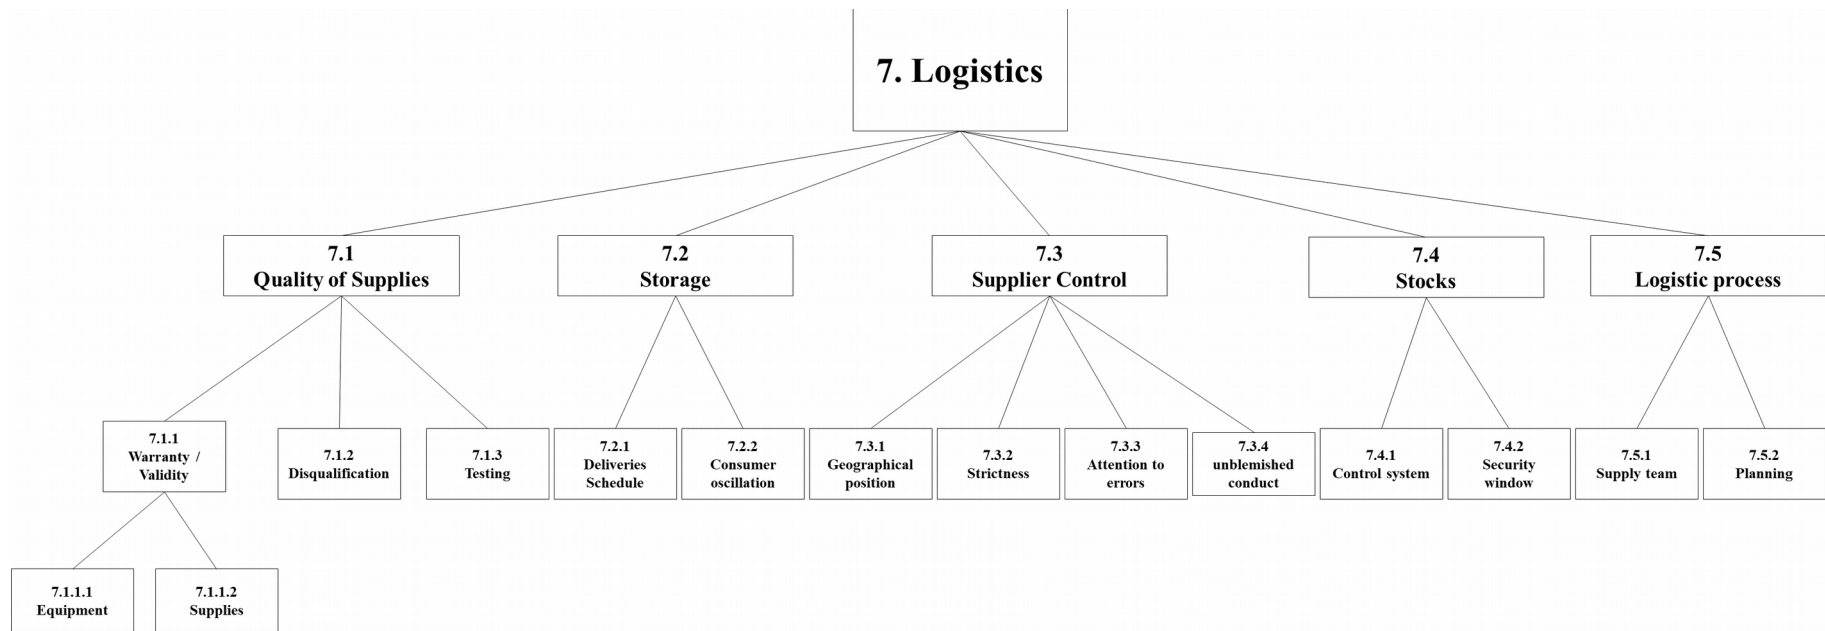 7. Logistics
7.1
Quality of Supplies
7.2
Storage
7.3
Supplier Control
7.4
Stocks
7.5
Logistic process
7.1.1
Warranty /
Validity
7.1.2
Disqualification
7.1.3
Testing
7.2.1
Deliveries
Schedule
7.2.2
Consumer
oscillation
7.3.1
Geographical
position
7.3.2
Strictness
7.3.3
Attention to
errors
7.3.4
unblemished
conduct
7.4.1
Control system
7.4.2
Security
window
7.5.1
Supply team
7.5.2
Planning
7.1.1.1
Equipment
7.1.1.2
Supplies